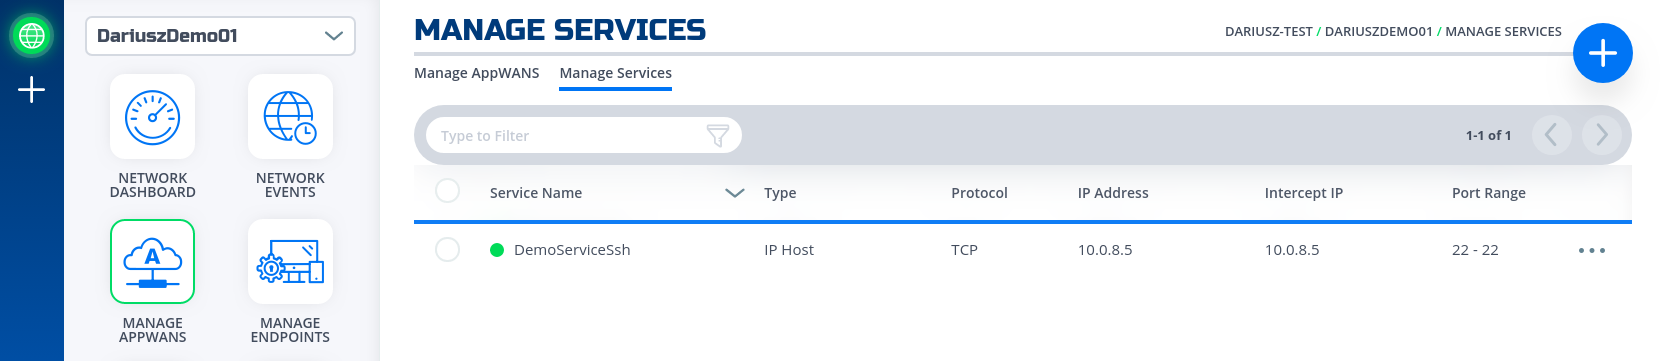 DariuszDemo01
NETWORK
DASHBOARD
NETWORK
EVENTS
A
MANAGE
APPWANS
MANAGE
ENDPOINTS
MANAGE SERVICES
DARIUSZ-TEST / DARIUSZDEMO01 / MANAGE SERVICES
Manage AppWANS Manage Services
Type to Filter
1-1 of 1
Service Name Type Protocol IP Address Intercept IP Port Range
DemoServiceSsh IP Host TCP 10.0.8.5 10.0.8.5 22 - 22